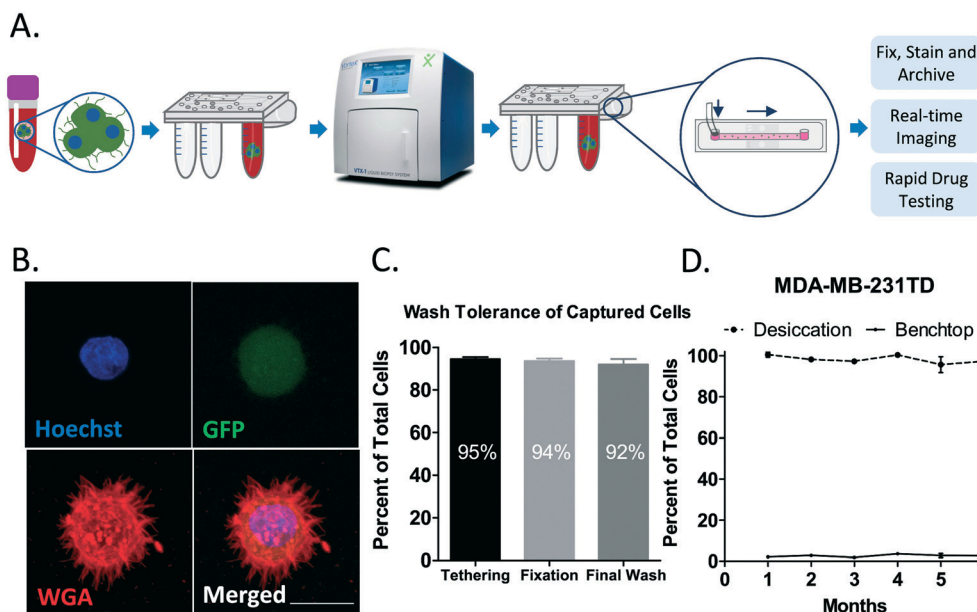 A.
Fix, Stain and
Archive
Real-time
Imaging
Rapid Drug
Testing
VTX-1 LIQUID BIOPSY SYSTEM
B.
Hoechst
GFP
WGA
Merged
C.
Wash Tolerance of Captured Cells
Percent of Total Cells
100
80
60
40
20
0
95%
94%
92%
Tethering
Fixation
Final Wash
D.
MDA-MB-231TD
Desiccation
Benchtop
Percent of Total Cells
100
80
60
40
20
0
0
1
2
3
4
5
Months